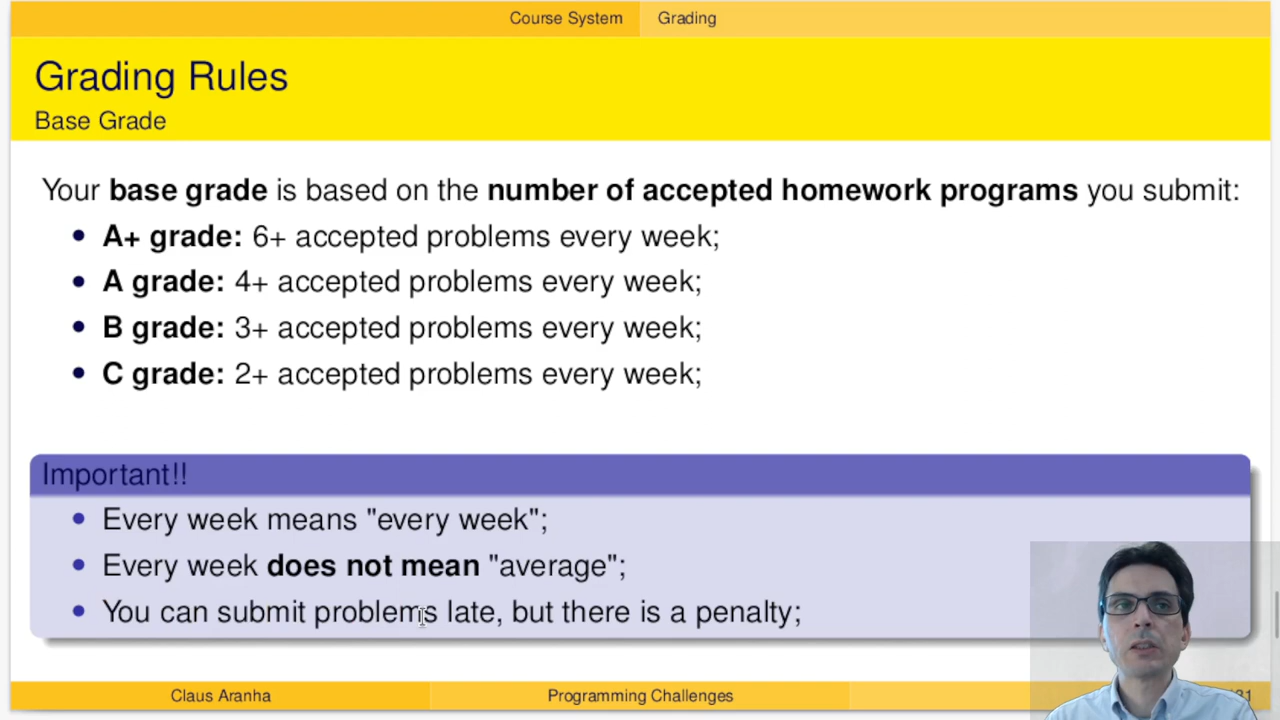 Course System Grading
Grading Rules
Base Grade
Your base grade is based on the number of accepted homework programs you submit:
• A+ grade: 6+ accepted problems every week;
• A grade: 4+ accepted problems every week;
• B grade: 3+ accepted problems every week;
• C grade: 2+ accepted problems every week;
Important!!
• Every week means "every week";
• Every week does not mean "average";
• You can submit problems late, but there is a penalty;
Claus Aranha Programming Challenges